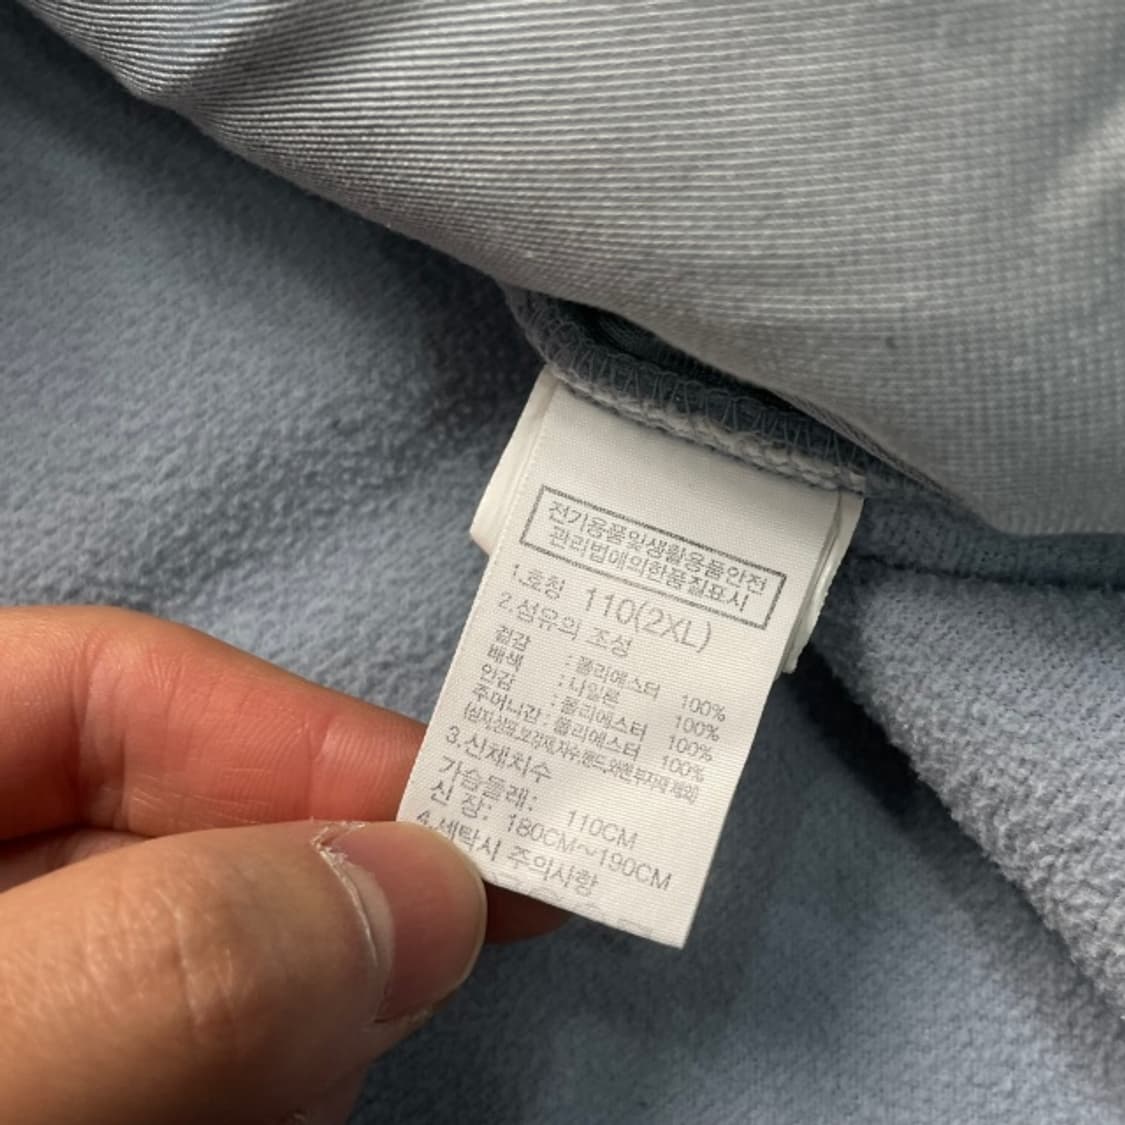 전기용품및생활용품안전
관리법에의한품질표시
1.호칭 110(2XL)
2.섬유의 조성
겉감 : 폴리에스터 100%
배색 : 나일론 100%
안감 : 폴리에스터 100%
주머니감 : 폴리에스터 100%
3.신체치수
가슴둘레: 110CM
신 장: 180CM~190CM
4.세탁시 주의사항